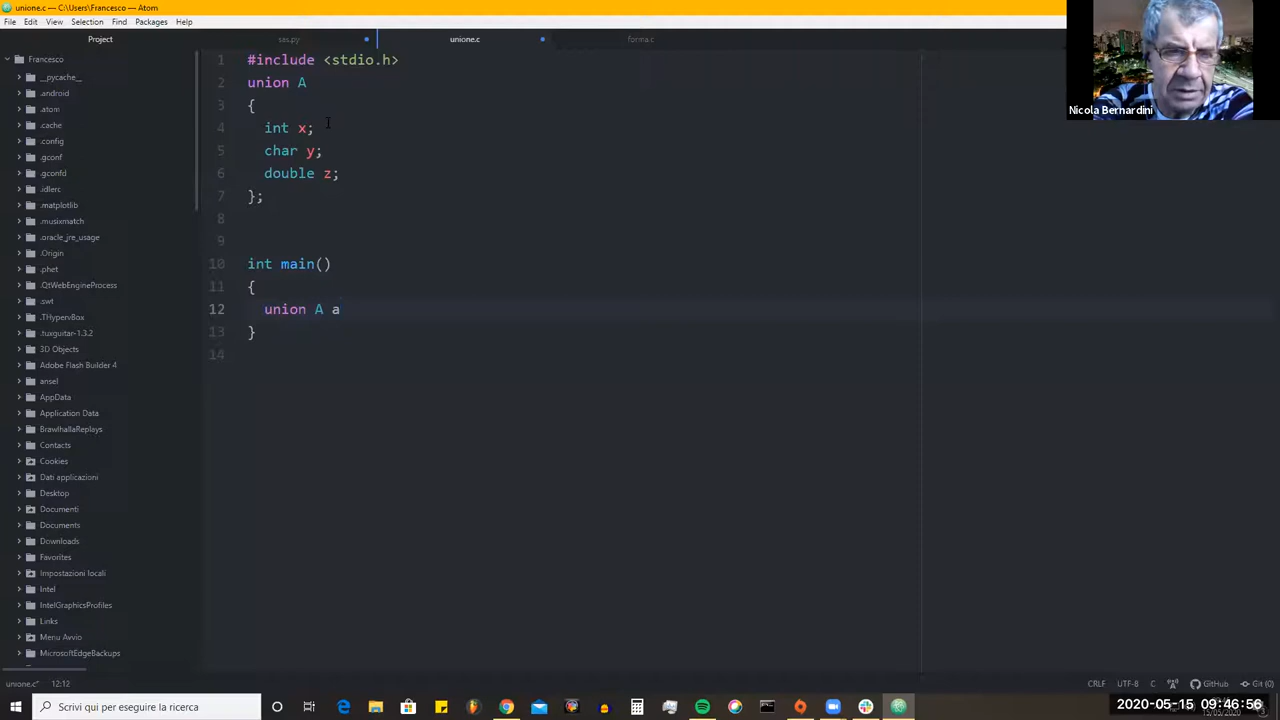 unione.c — C:\Users\Francesco — Atom
File Edit View Selection Find Packages Help
Project
sas.py
unione.c
forma.c
Francesco
__pycache__
.android
.atom
.cache
.config
.gconf
.gconfd
.idlerc
.matplotlib
.musixmatch
.oracle_jre_usage
.Origin
.phet
.QtWebEngineProcess
.swt
.THypervBox
.tuxguitar-1.3.2
3D Objects
Adobe Flash Builder 4
ansel
AppData
Application Data
BrawlhallaReplays
Contacts
Cookies
Dati applicazioni
Desktop
Documenti
Documents
Downloads
Favorites
Impostazioni locali
Intel
IntelGraphicsProfiles
Links
Menu Avvio
MicrosoftEdgeBackups
1 #include <stdio.h>
2 union A
3 {
4 int x;
5 char y;
6 double z;
7 };
8
9
10 int main()
11 {
12 union A a
13 }
14
Nicola Bernardini
unione.c* 12:12
CRLF UTF-8 C GitHub Git (0)
Scrivi qui per eseguire la ricerca
2020-05-15 09:46:56